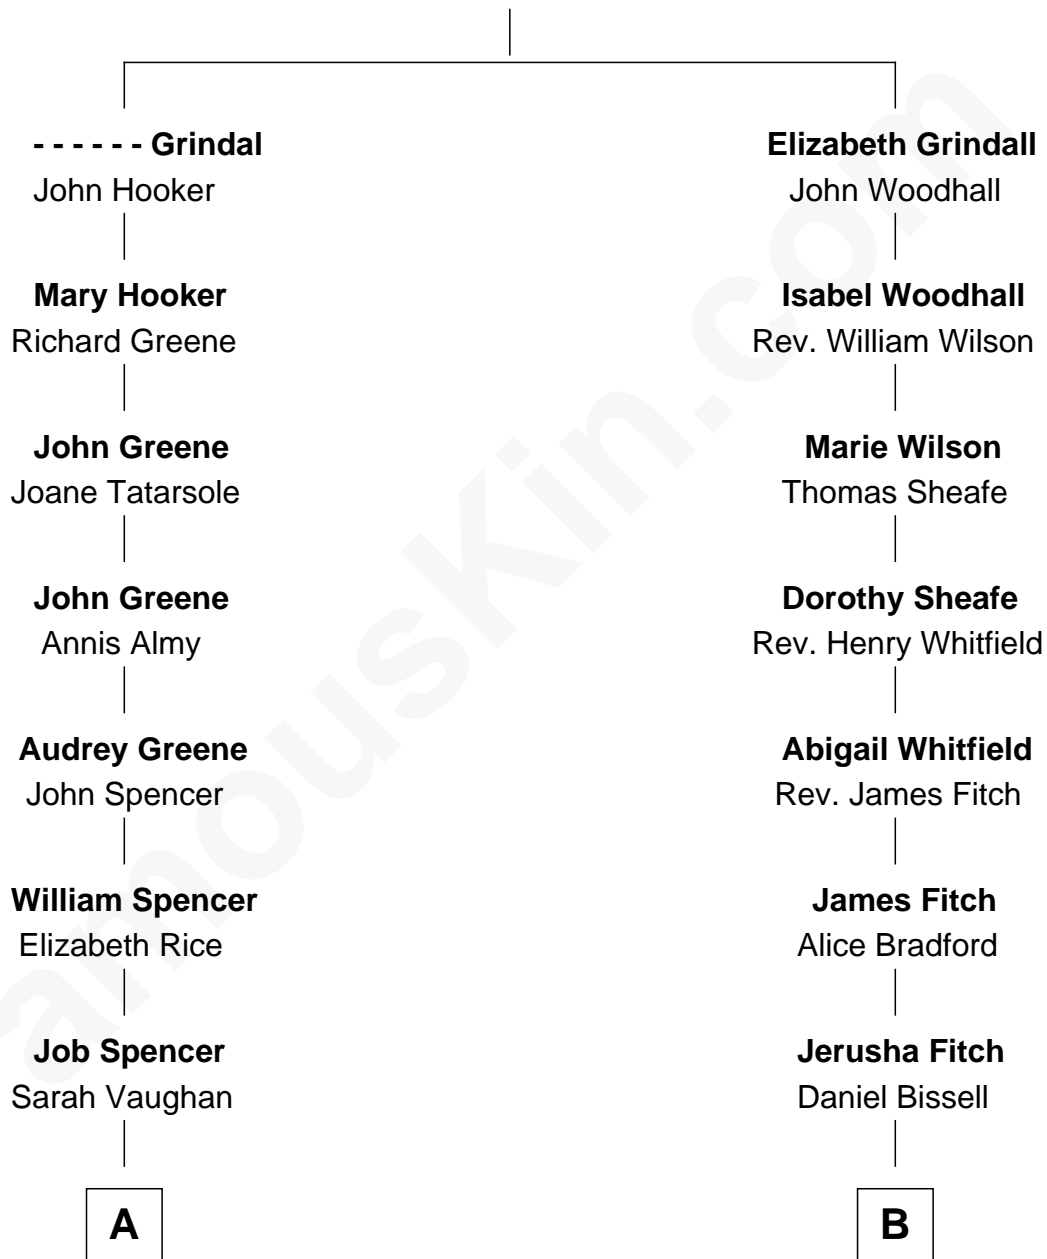 - - - - - - Grindal
John Hooker
Mary Hooker
Richard Greene
John Greene
Joane Tatarsole
John Greene
Annis Almy
Audrey Greene
John Spencer
William Spencer
Elizabeth Rice
Job Spencer
Sarah Vaughan
A
Elizabeth Grindall
John Woodhall
Isabel Woodhall
Rev. William Wilson
Marie Wilson
Thomas Sheafe
Dorothy Sheafe
Rev. Henry Whitfield
Abigail Whitfield
Rev. James Fitch
James Fitch
Alice Bradford
Jerusha Fitch
Daniel Bissell
B
amousKin.com